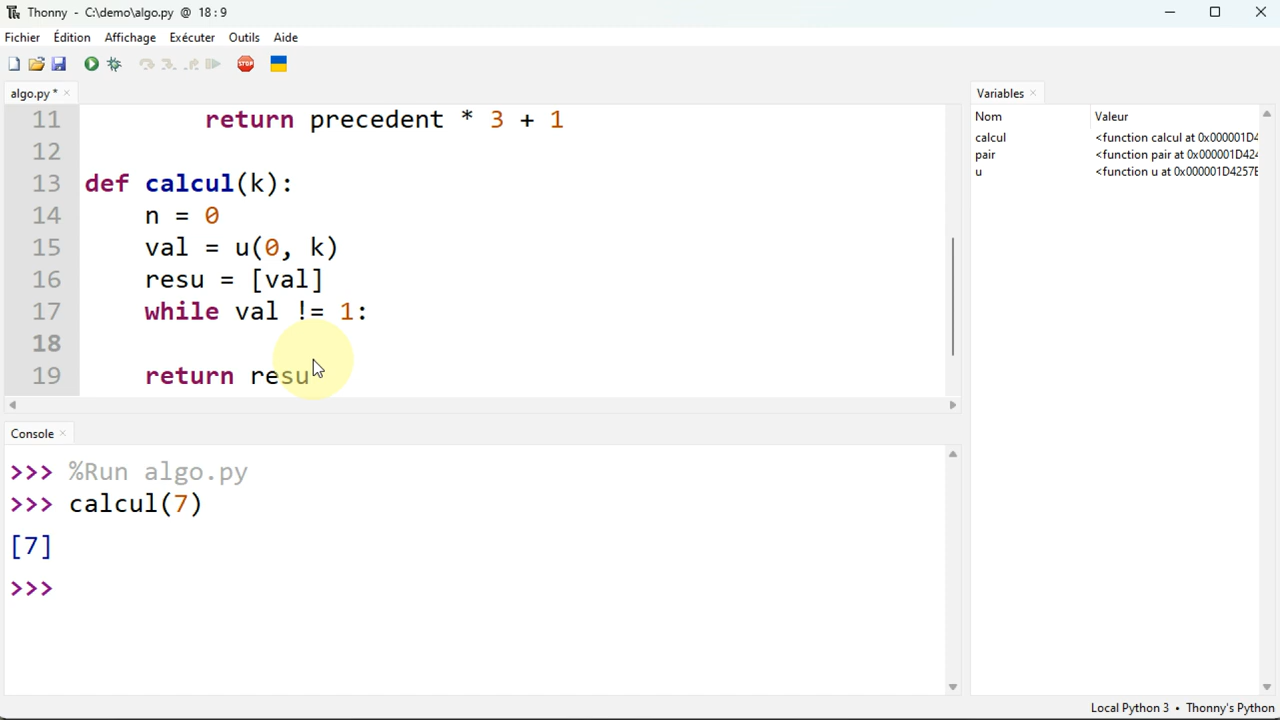 Thonny - C:\demo\algo.py @ 18:9
Fichier Édition Affichage Exécuter Outils Aide
STOP
algo.py * ×
11 return precedent * 3 + 1
12
13 def calcul(k):
14 n = 0
15 val = u(0, k)
16 resu = [val]
17 while val != 1:
18
19 return resu
Console ×
>>> %Run algo.py
>>> calcul(7)
[7]
>>>
Variables ×
Nom Valeur
calcul <function calcul at 0x000001D4
pair <function pair at 0x000001D424
u <function u at 0x000001D4257E
Local Python 3 • Thonny's Python